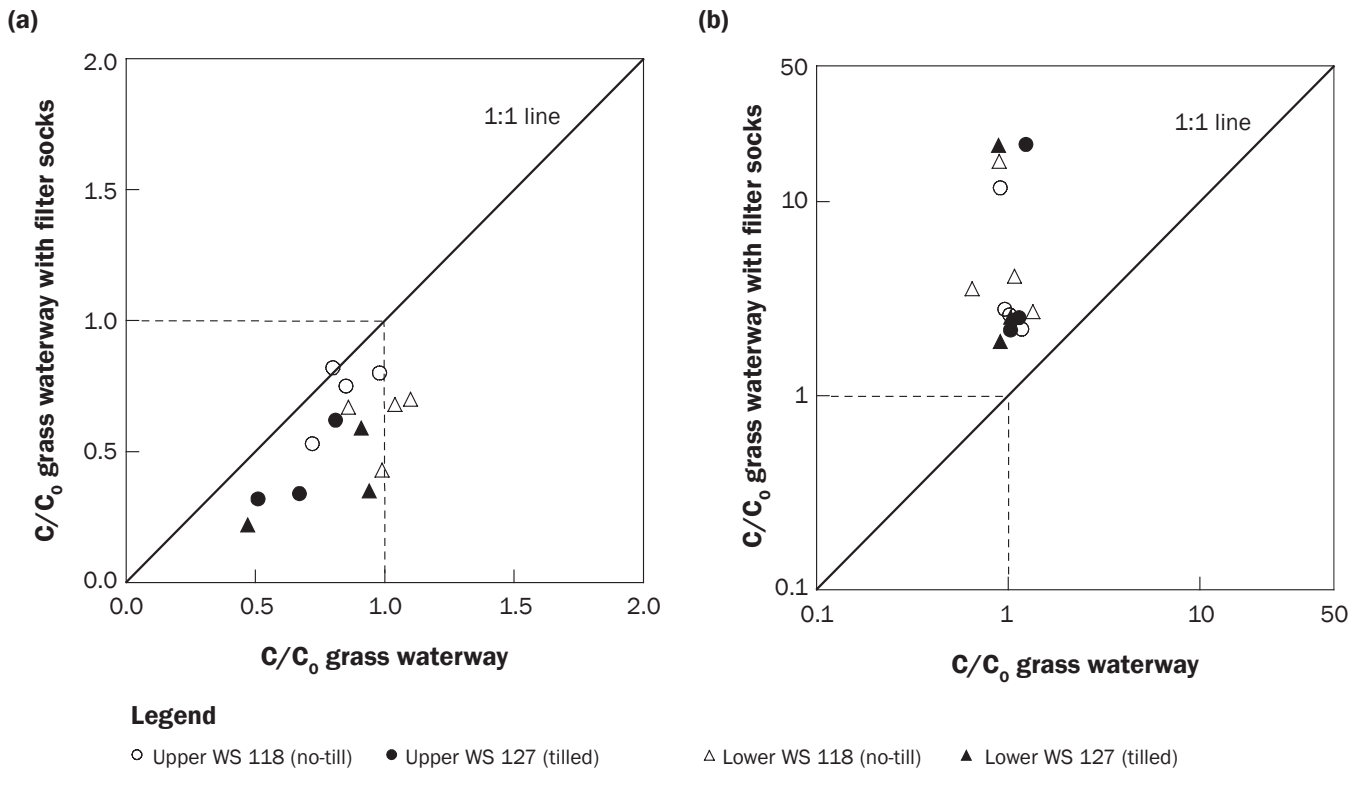 (a)
2.0
1.5
1.0
0.5
0.0
0.0 0.5 1.0 1.5 2.0
1:1 line
C/C₀ grass waterway with filter socks
C/C₀ grass waterway
(b)
50
10
1
0.1
0.1 1 10 50
1:1 line
C/C₀ grass waterway with filter socks
C/C₀ grass waterway
Legend
Upper WS 118 (no-till) Upper WS 127 (tilled) Lower WS 118 (no-till) Lower WS 127 (tilled)